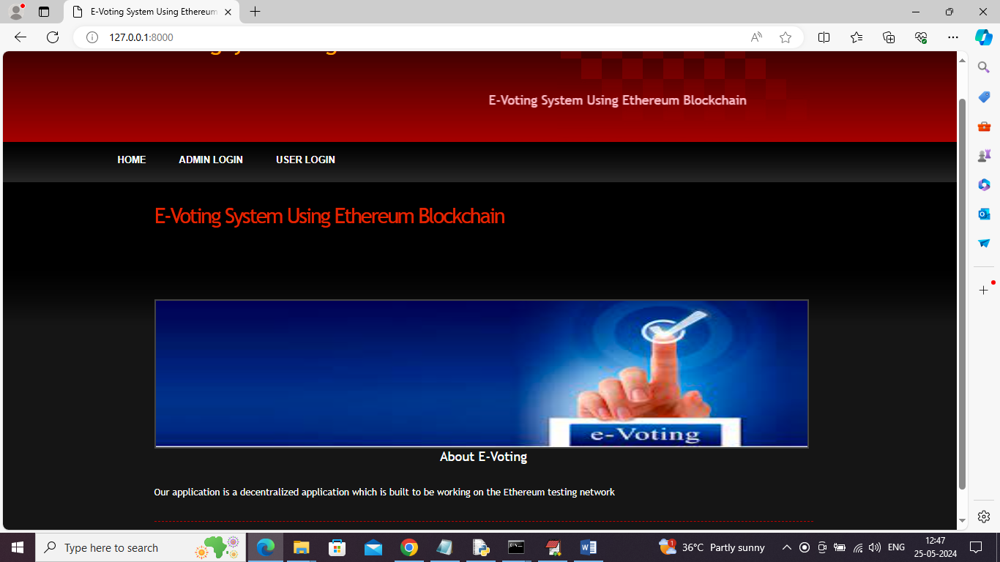 E-Voting System Using Ethereum
127.0.0.1:8000
E-Voting System Using Ethereum Blockchain
HOME ADMIN LOGIN USER LOGIN
E-Voting System Using Ethereum Blockchain
e-Voting
About E-Voting
Our application is a decentralized application which is built to be working on the Ethereum testing network
Type here to search
1
36°C Partly sunny
ENG
12:47
25-05-2024